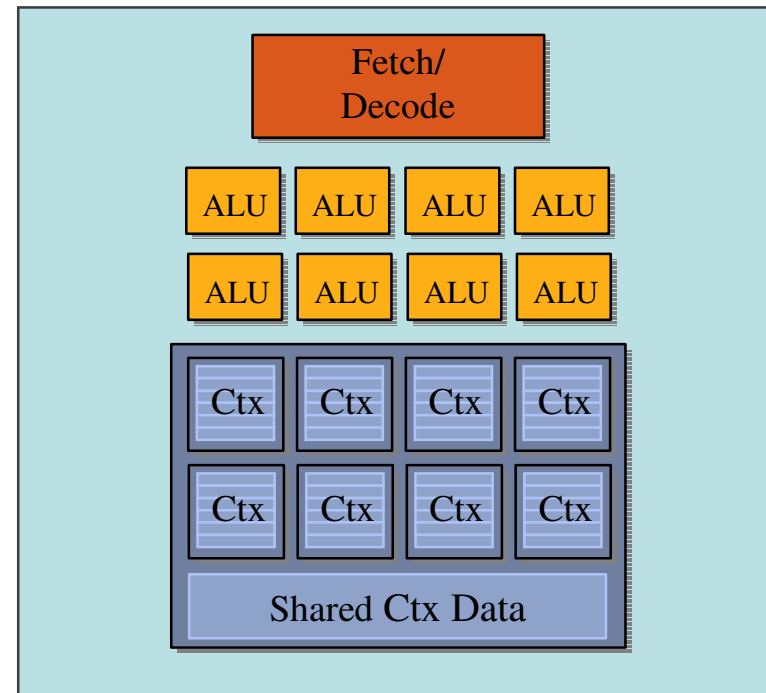 Fetch/
Decode
ALU ALU ALU ALU
ALU ALU ALU ALU
Ctx Ctx Ctx Ctx
Ctx Ctx Ctx Ctx
Shared Ctx Data